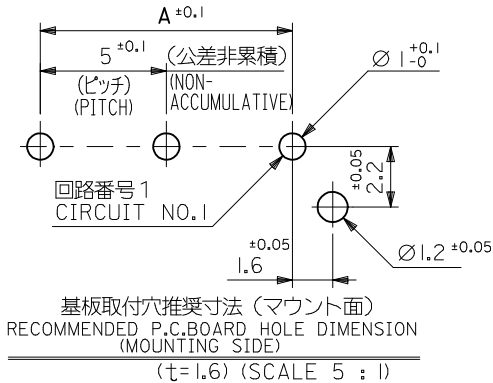 A ±0.1
5 ±0.1
(ピッチ)
(PITCH)
(公差非累積)
(NON-
ACCUMULATIVE)
∅ 1 +0.1 -0
回路番号1
CIRCUIT NO.1
2.2 ±0.05
1.6 ±0.05
∅1.2 ±0.05
基板取付穴推奨寸法 (マウント面)
RECOMMENDED P.C.BOARD HOLE DIMENSION
(MOUNTING SIDE)
(t=1.6) (SCALE 5 : 1)